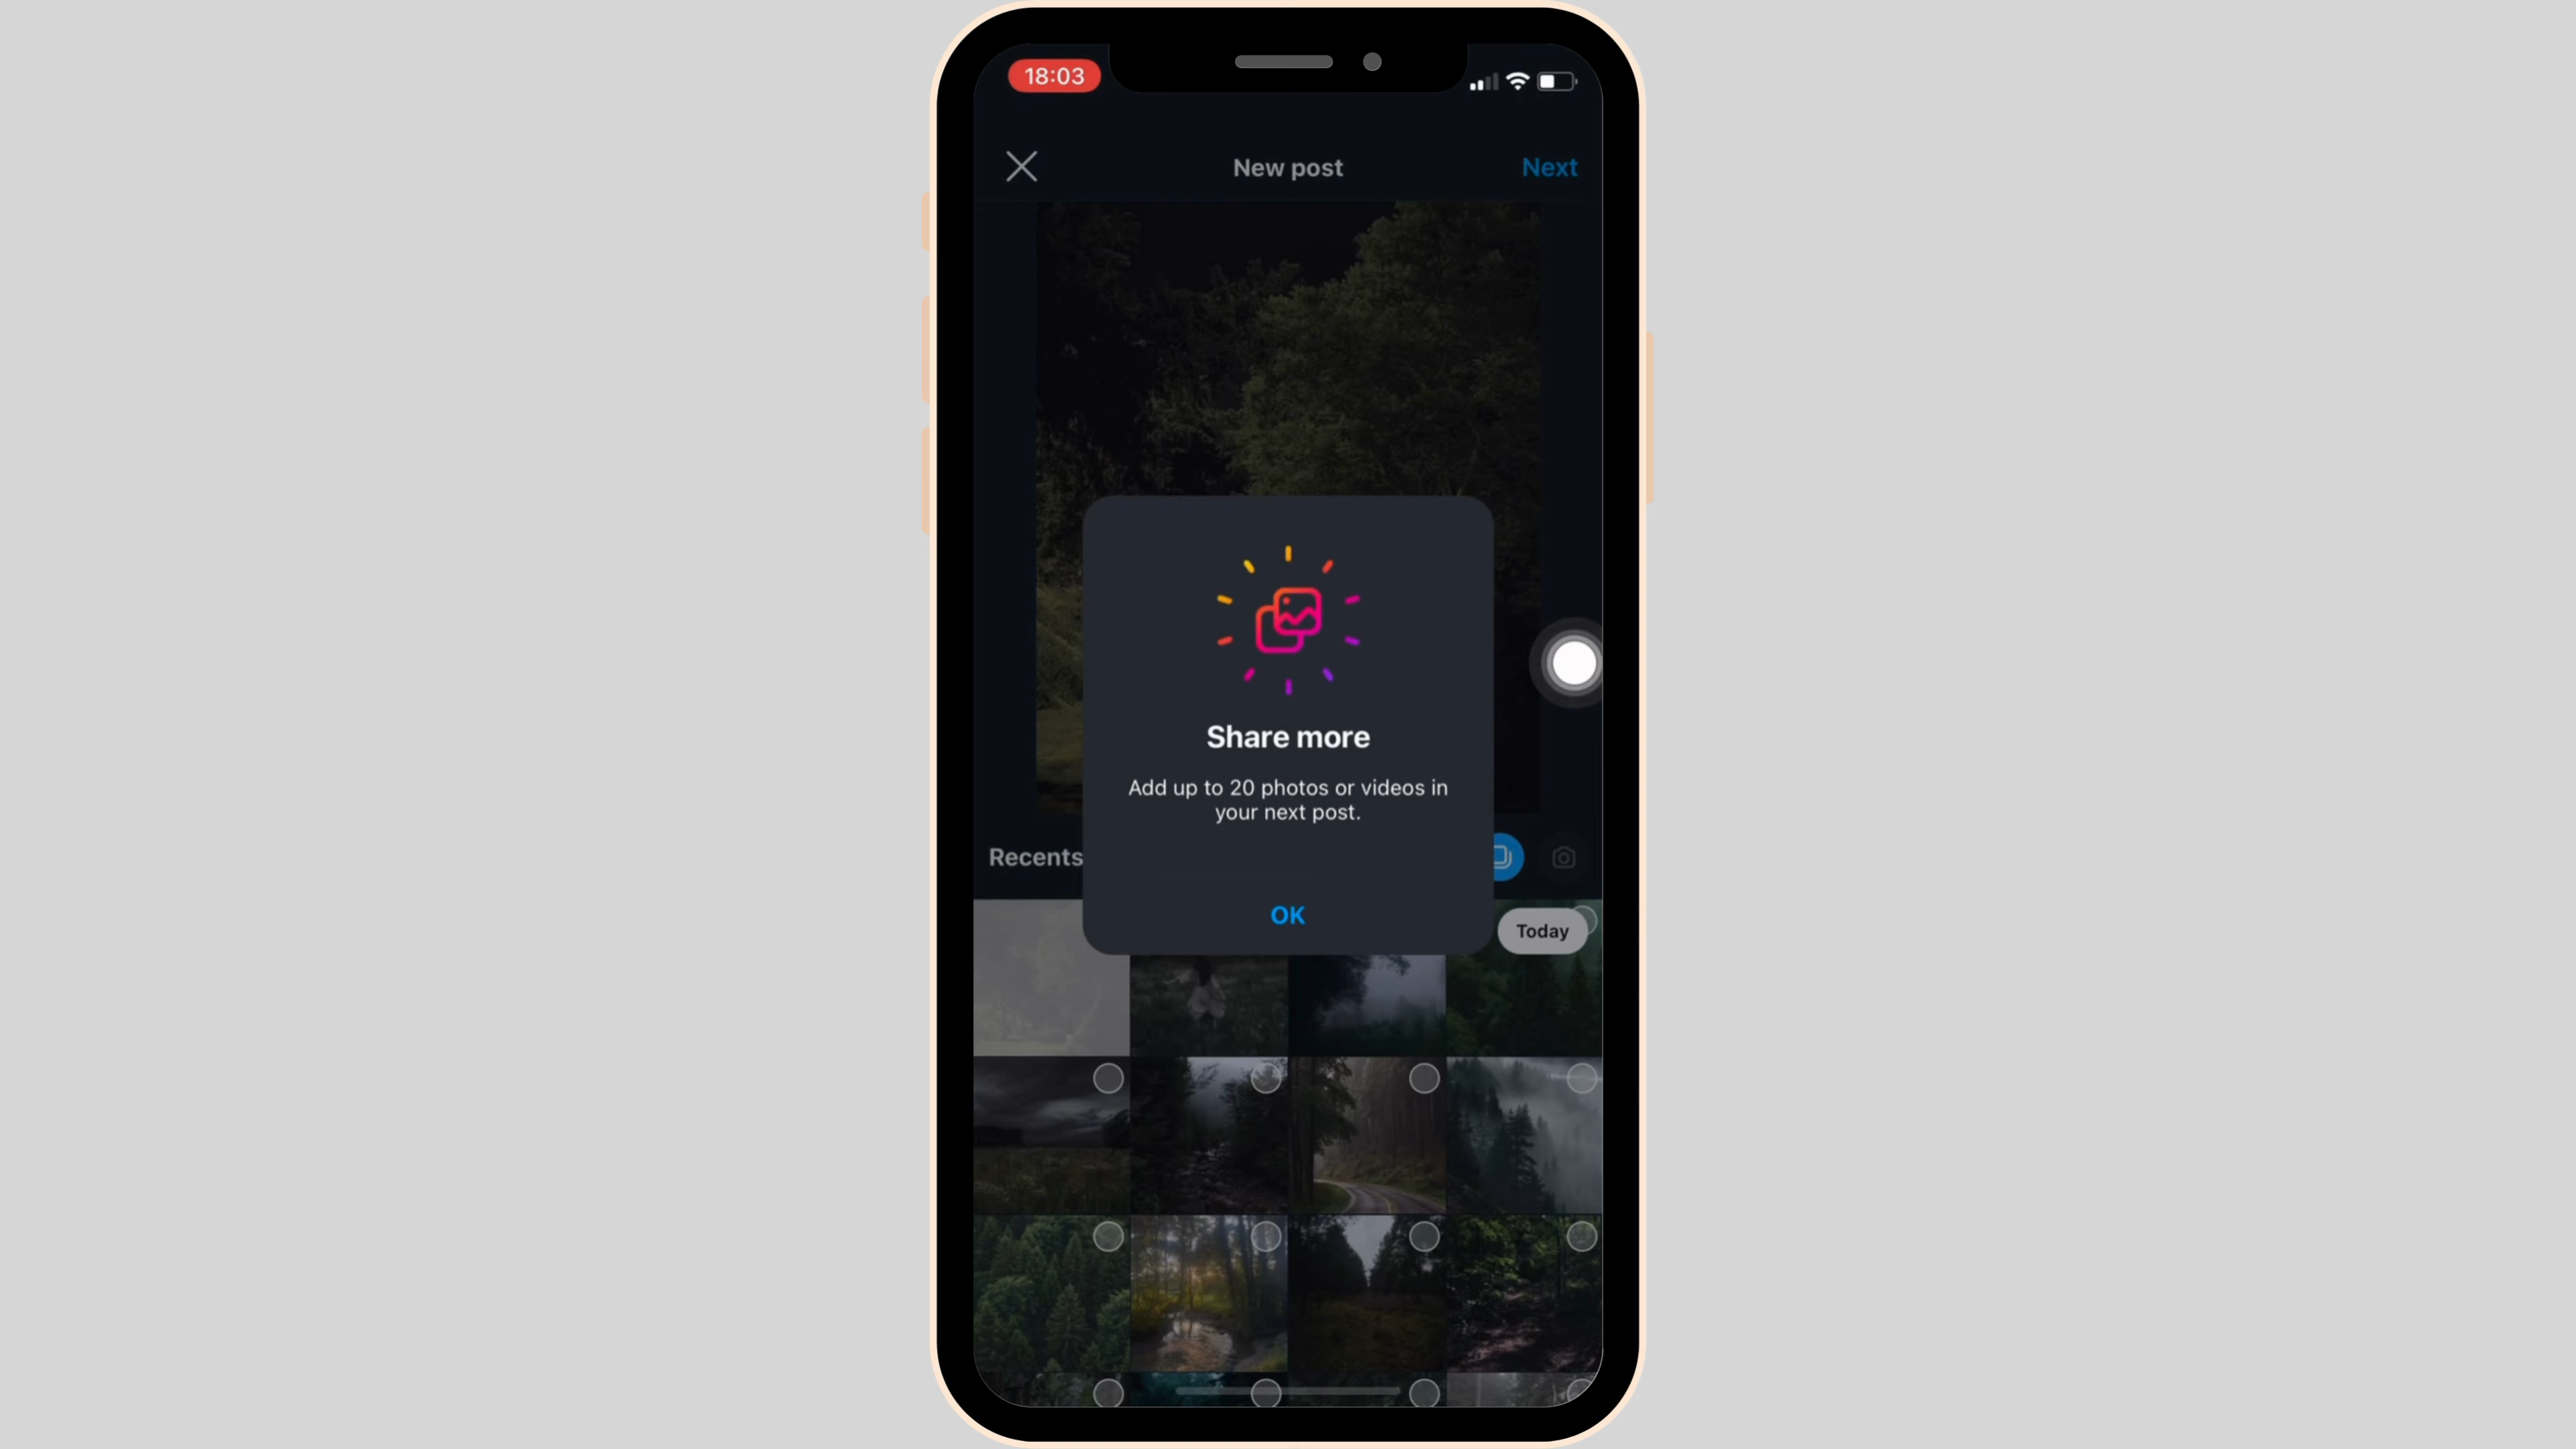 18:03
New post
Next
Share more
Add up to 20 photos or videos in
your next post.
Recents
OK
Today